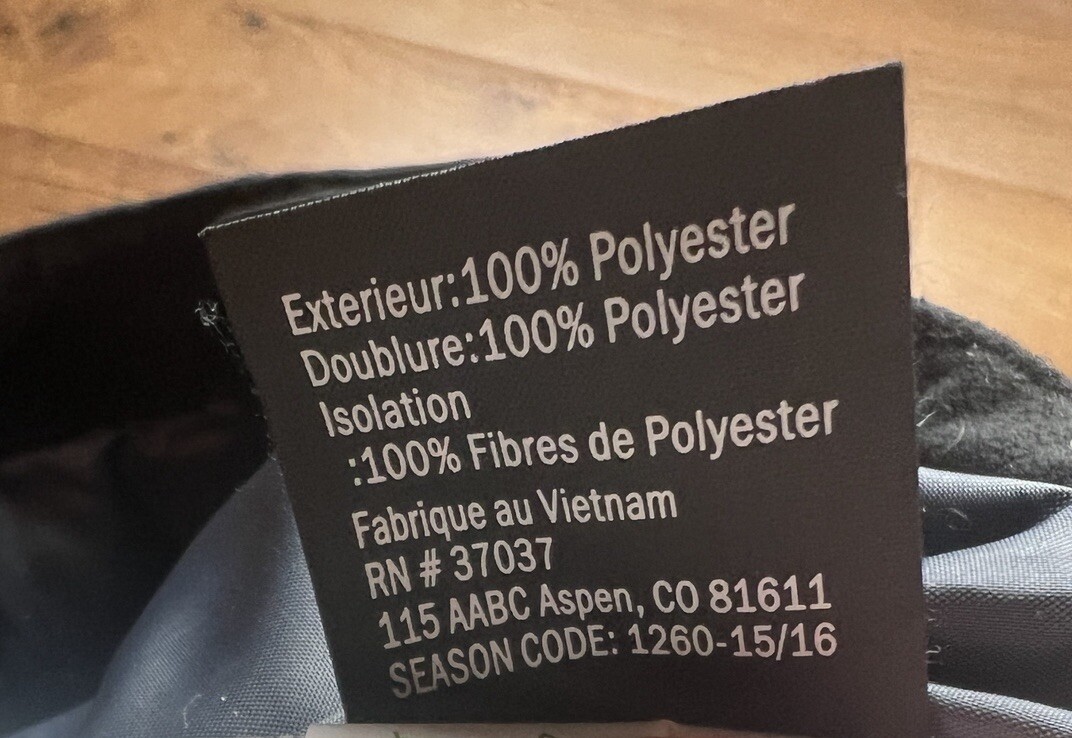 Exterieur:100% Polyester
Doublure:100% Polyester
Isolation
:100% Fibres de Polyester
Fabrique au Vietnam
RN # 37037
115 AABC Aspen, CO 81611
SEASON CODE: 1260-15/16